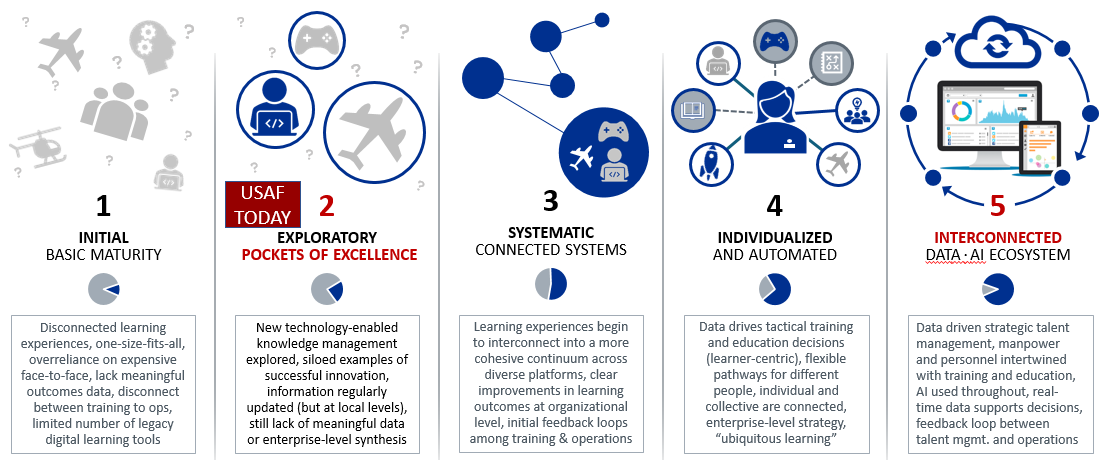 ? ? ? ? ? ? ?
</>
1
INITIAL
BASIC MATURITY
Disconnected learning
experiences, one-size-fits-all,
overreliance on expensive
face-to-face, lack meaningful
outcomes data, disconnect
between training to ops,
limited number of legacy
digital learning tools
? ? ? ? ?
</>
USAF
TODAY
2
EXPLORATORY
POCKETS OF EXCELLENCE
New technology-enabled
knowledge management
explored, siloed examples of
successful innovation,
information regularly
updated (but at local levels),
still lack of meaningful data
or enterprise-level synthesis
</>
3
SYSTEMATIC
CONNECTED SYSTEMS
Learning experiences begin
to interconnect into a more
cohesive continuum across
diverse platforms, clear
improvements in learning
outcomes at organizational
level, initial feedback loops
among training & operations
</>
4
INDIVIDUALIZED
AND AUTOMATED
Data drives tactical training
and education decisions
(learner-centric), flexible
pathways for different
people, individual and
collective are connected,
enterprise-level strategy,
“ubiquitous learning”
5
INTERCONNECTED
DATA · AI ECOSYSTEM
Data driven strategic talent
management, manpower
and personnel intertwined
with training and education,
AI used throughout, real-
time data supports decisions,
feedback loop between
talent mgmt. and operations